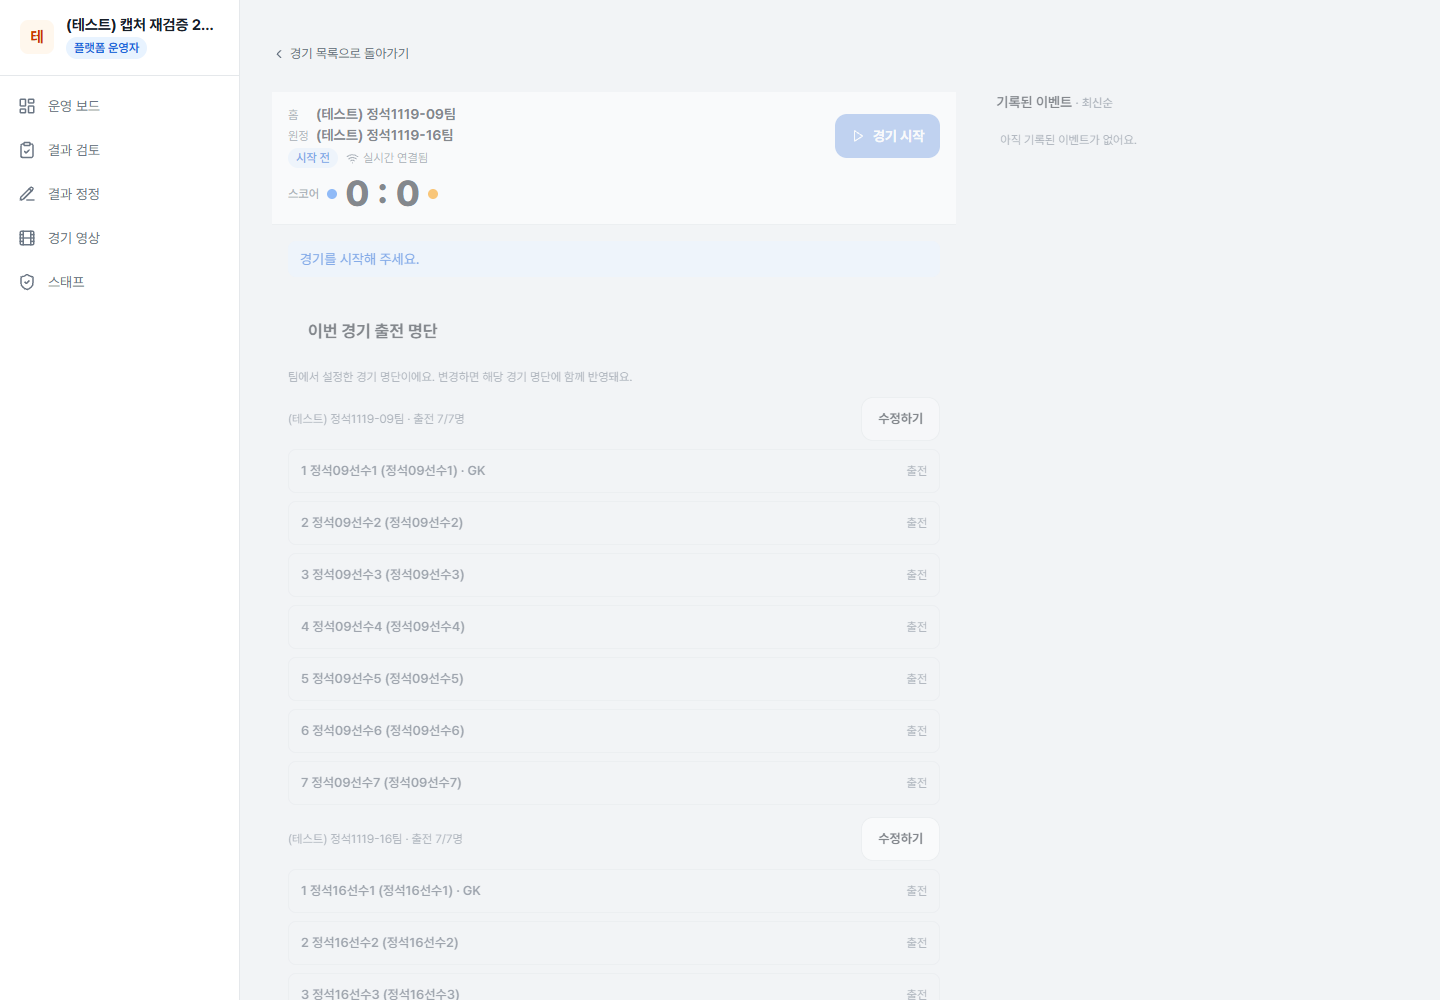 테
(테스트) 캡처 재검증 2...
플랫폼 운영자
운영 보드
결과 검토
결과 정정
경기 영상
스태프
경기 목록으로 돌아가기
홈 (테스트) 정석1119-09팀
원정 (테스트) 정석1119-16팀
시작 전 실시간 연결됨
스코어 0 : 0
경기 시작
경기를 시작해 주세요.
이번 경기 출전 명단
팀에서 설정한 경기 명단이에요. 변경하면 해당 경기 명단에 함께 반영돼요.
(테스트) 정석1119-09팀 · 출전 7/7명 수정하기
1 정석09선수1 (정석09선수1) · GK 출전
2 정석09선수2 (정석09선수2) 출전
3 정석09선수3 (정석09선수3) 출전
4 정석09선수4 (정석09선수4) 출전
5 정석09선수5 (정석09선수5) 출전
6 정석09선수6 (정석09선수6) 출전
7 정석09선수7 (정석09선수7) 출전
(테스트) 정석1119-16팀 · 출전 7/7명 수정하기
1 정석16선수1 (정석16선수1) · GK 출전
2 정석16선수2 (정석16선수2) 출전
3 정석16선수3 (정석16선수3) 출전
기록된 이벤트 · 최신순
아직 기록된 이벤트가 없어요.